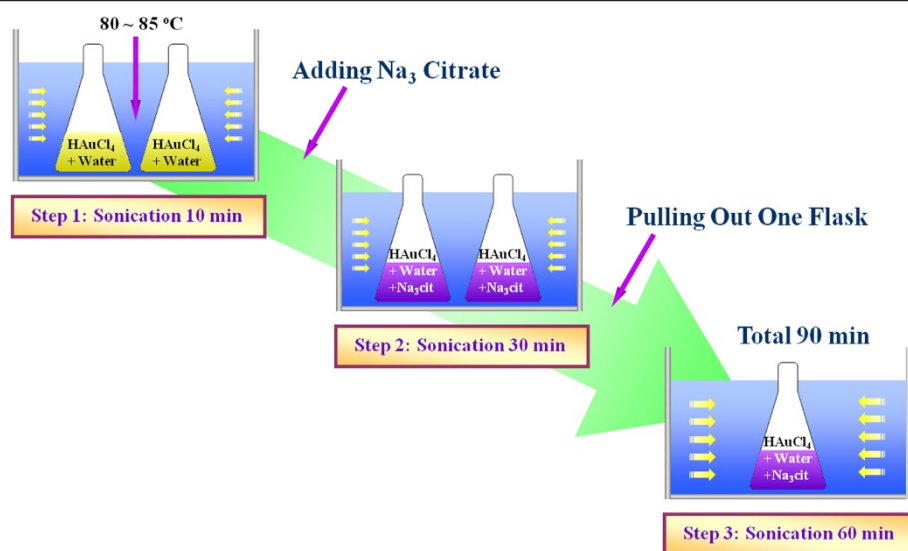 80 ~ 85 ºC
HAuCl₄
+ Water
HAuCl₄
+ Water
Step 1: Sonication 10 min
Adding Na₃ Citrate
HAuCl₄
+ Water
+Na₃cit
HAuCl₄
+ Water
+Na₃cit
Step 2: Sonication 30 min
Pulling Out One Flask
Total 90 min
HAuCl₄
+ Water
+Na₃cit
Step 3: Sonication 60 min